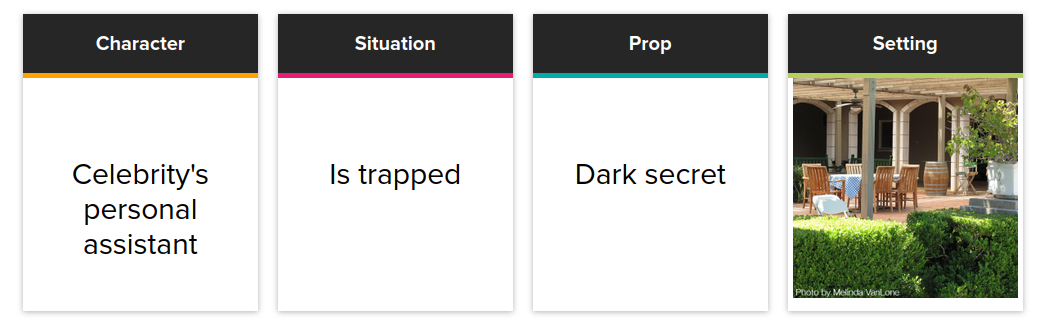 Character
Situation
Prop
Setting
Celebrity's
personal
assistant
Is trapped
Dark secret
Photo by Melinda VanLone